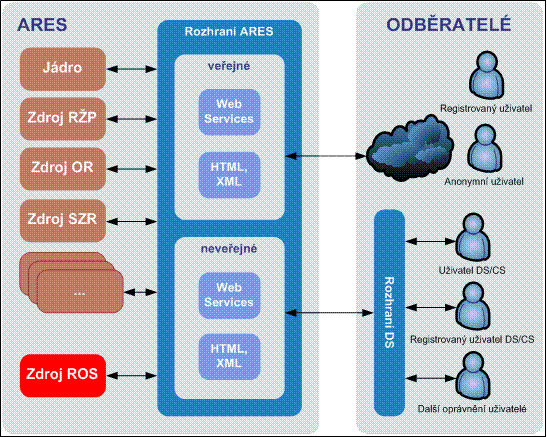 ARES
Jádro
Zdroj RŽP
Zdroj OR
Zdroj SZR
...
Zdroj ROS
Rozhraní ARES
veřejné
Web
Services
HTML,
XML
neveřejné
Web
Services
HTML,
XML
ODBĚRATELÉ
Registrovaný uživatel
Anonymní uživatel
Rozhraní DS
Uživatel DS/CS
Registrovaný uživatel DS/CS
Další oprávnění uživatelé